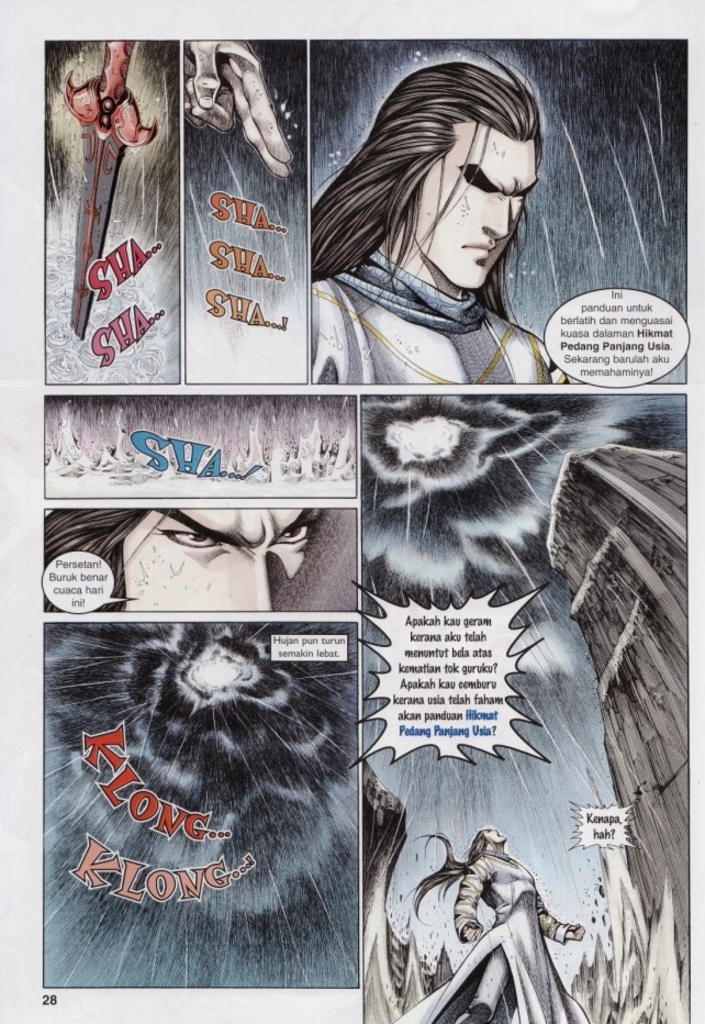 SHA...
SHA...
SHA...
SHA...
SHA...!
Ini
panduan untuk
berlatih dan menguasai
kuasa dalaman Hikmat
Pedang Panjang Usia.
Sekarang barulah aku
memahaminya!
SHA...!
Persetan!
Buruk benar
cuaca hari
ini!
Hujan pun turun
semakin lebat.
KLONG...
KLONG...!
Apakah kau geram
kerana aku telah
menuntut bela atas
kematian tok guruku?
Apakah kau cemburu
kerana usia telah faham
akan panduan Hikmat
Pedang Panjang Usia?
Kenapa,
hah?
28